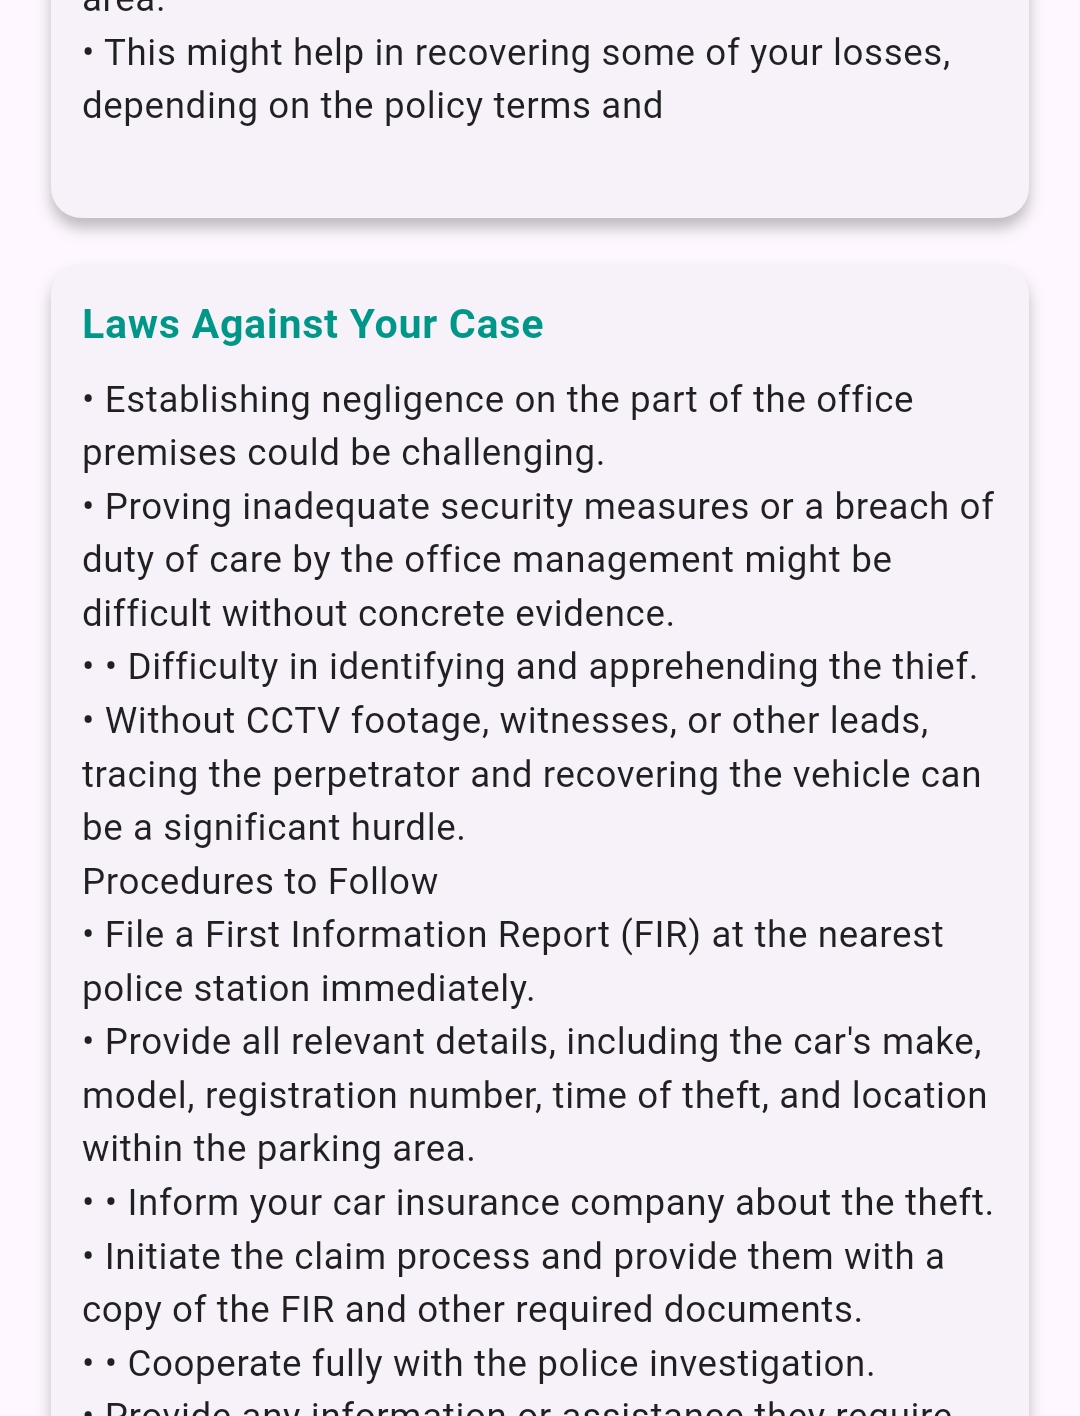 area.
• This might help in recovering some of your losses,
depending on the policy terms and
Laws Against Your Case
• Establishing negligence on the part of the office
premises could be challenging.
• Proving inadequate security measures or a breach of
duty of care by the office management might be
difficult without concrete evidence.
• • Difficulty in identifying and apprehending the thief.
• Without CCTV footage, witnesses, or other leads,
tracing the perpetrator and recovering the vehicle can
be a significant hurdle.
Procedures to Follow
• File a First Information Report (FIR) at the nearest
police station immediately.
• Provide all relevant details, including the car's make,
model, registration number, time of theft, and location
within the parking area.
• • Inform your car insurance company about the theft.
• Initiate the claim process and provide them with a
copy of the FIR and other required documents.
• • Cooperate fully with the police investigation.
• Provide any information or assistance they require